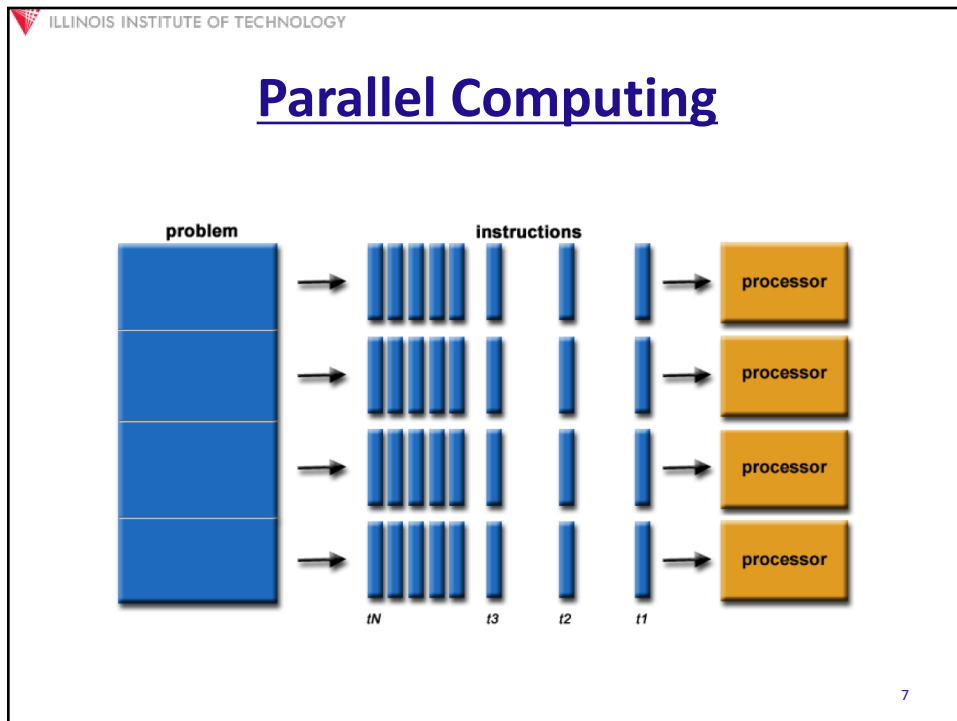 ILLINOIS INSTITUTE OF TECHNOLOGY
Parallel Computing
problem
instructions
processor
processor
processor
processor
tN t3 t2 t1
7